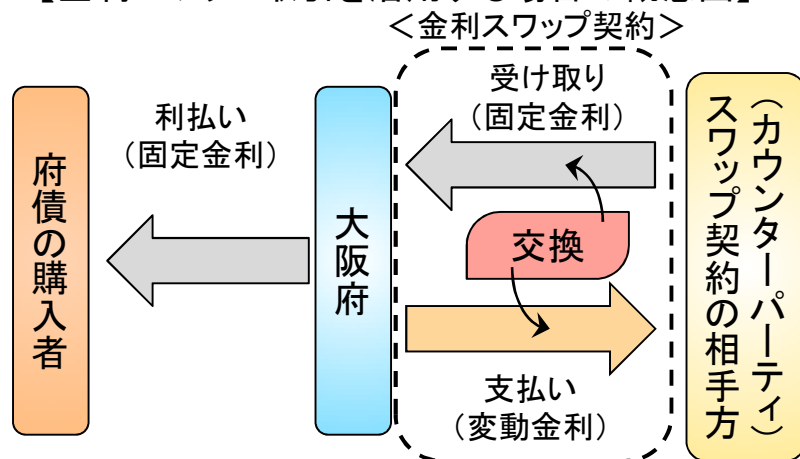 ＜金利スワップ契約＞
受け取り
（固定金利）
利払い
（固定金利）
府債の購入者
大阪府
交換
スワップ契約の相手方
（カウンターパーティ）
支払い
（変動金利）